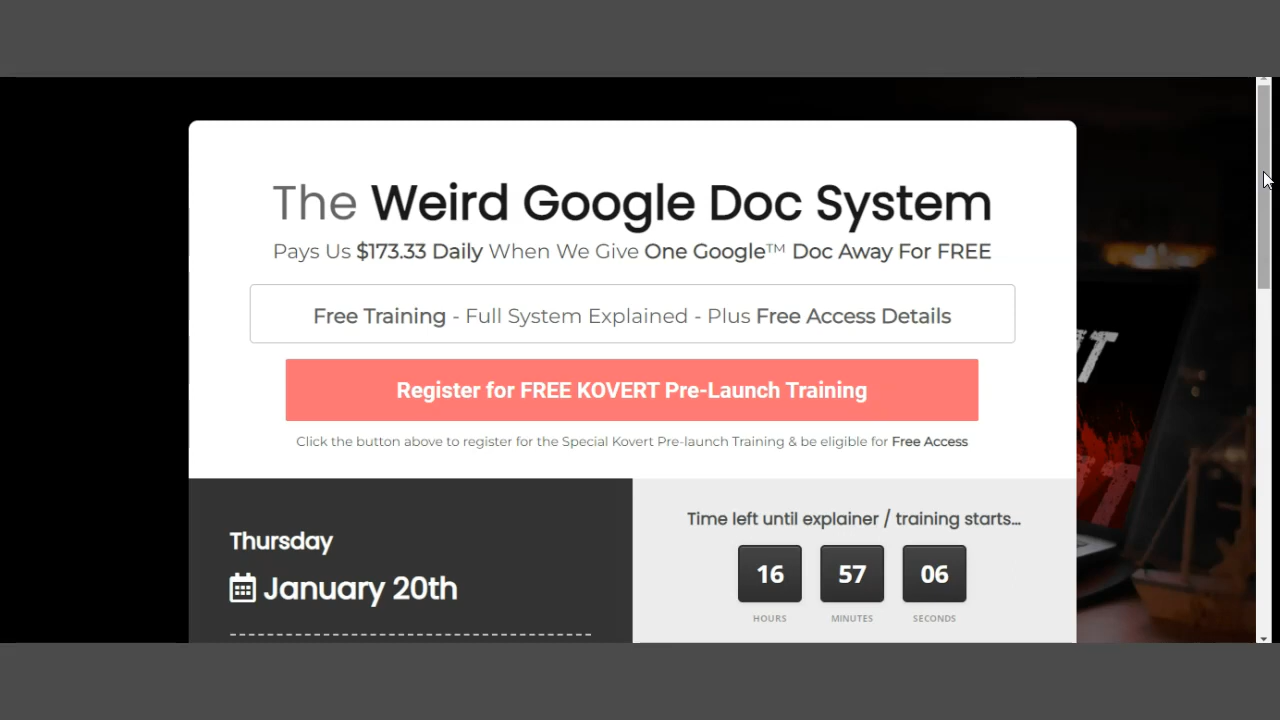 The Weird Google Doc System
Pays Us $173.33 Daily When We Give One Google™ Doc Away For FREE
Free Training - Full System Explained - Plus Free Access Details
Register for FREE KOVERT Pre-Launch Training
Click the button above to register for the Special Kovert Pre-launch Training & be eligible for Free Access
Thursday
January 20th
Time left until explainer / training starts...
16 57 06
HOURS MINUTES SECONDS